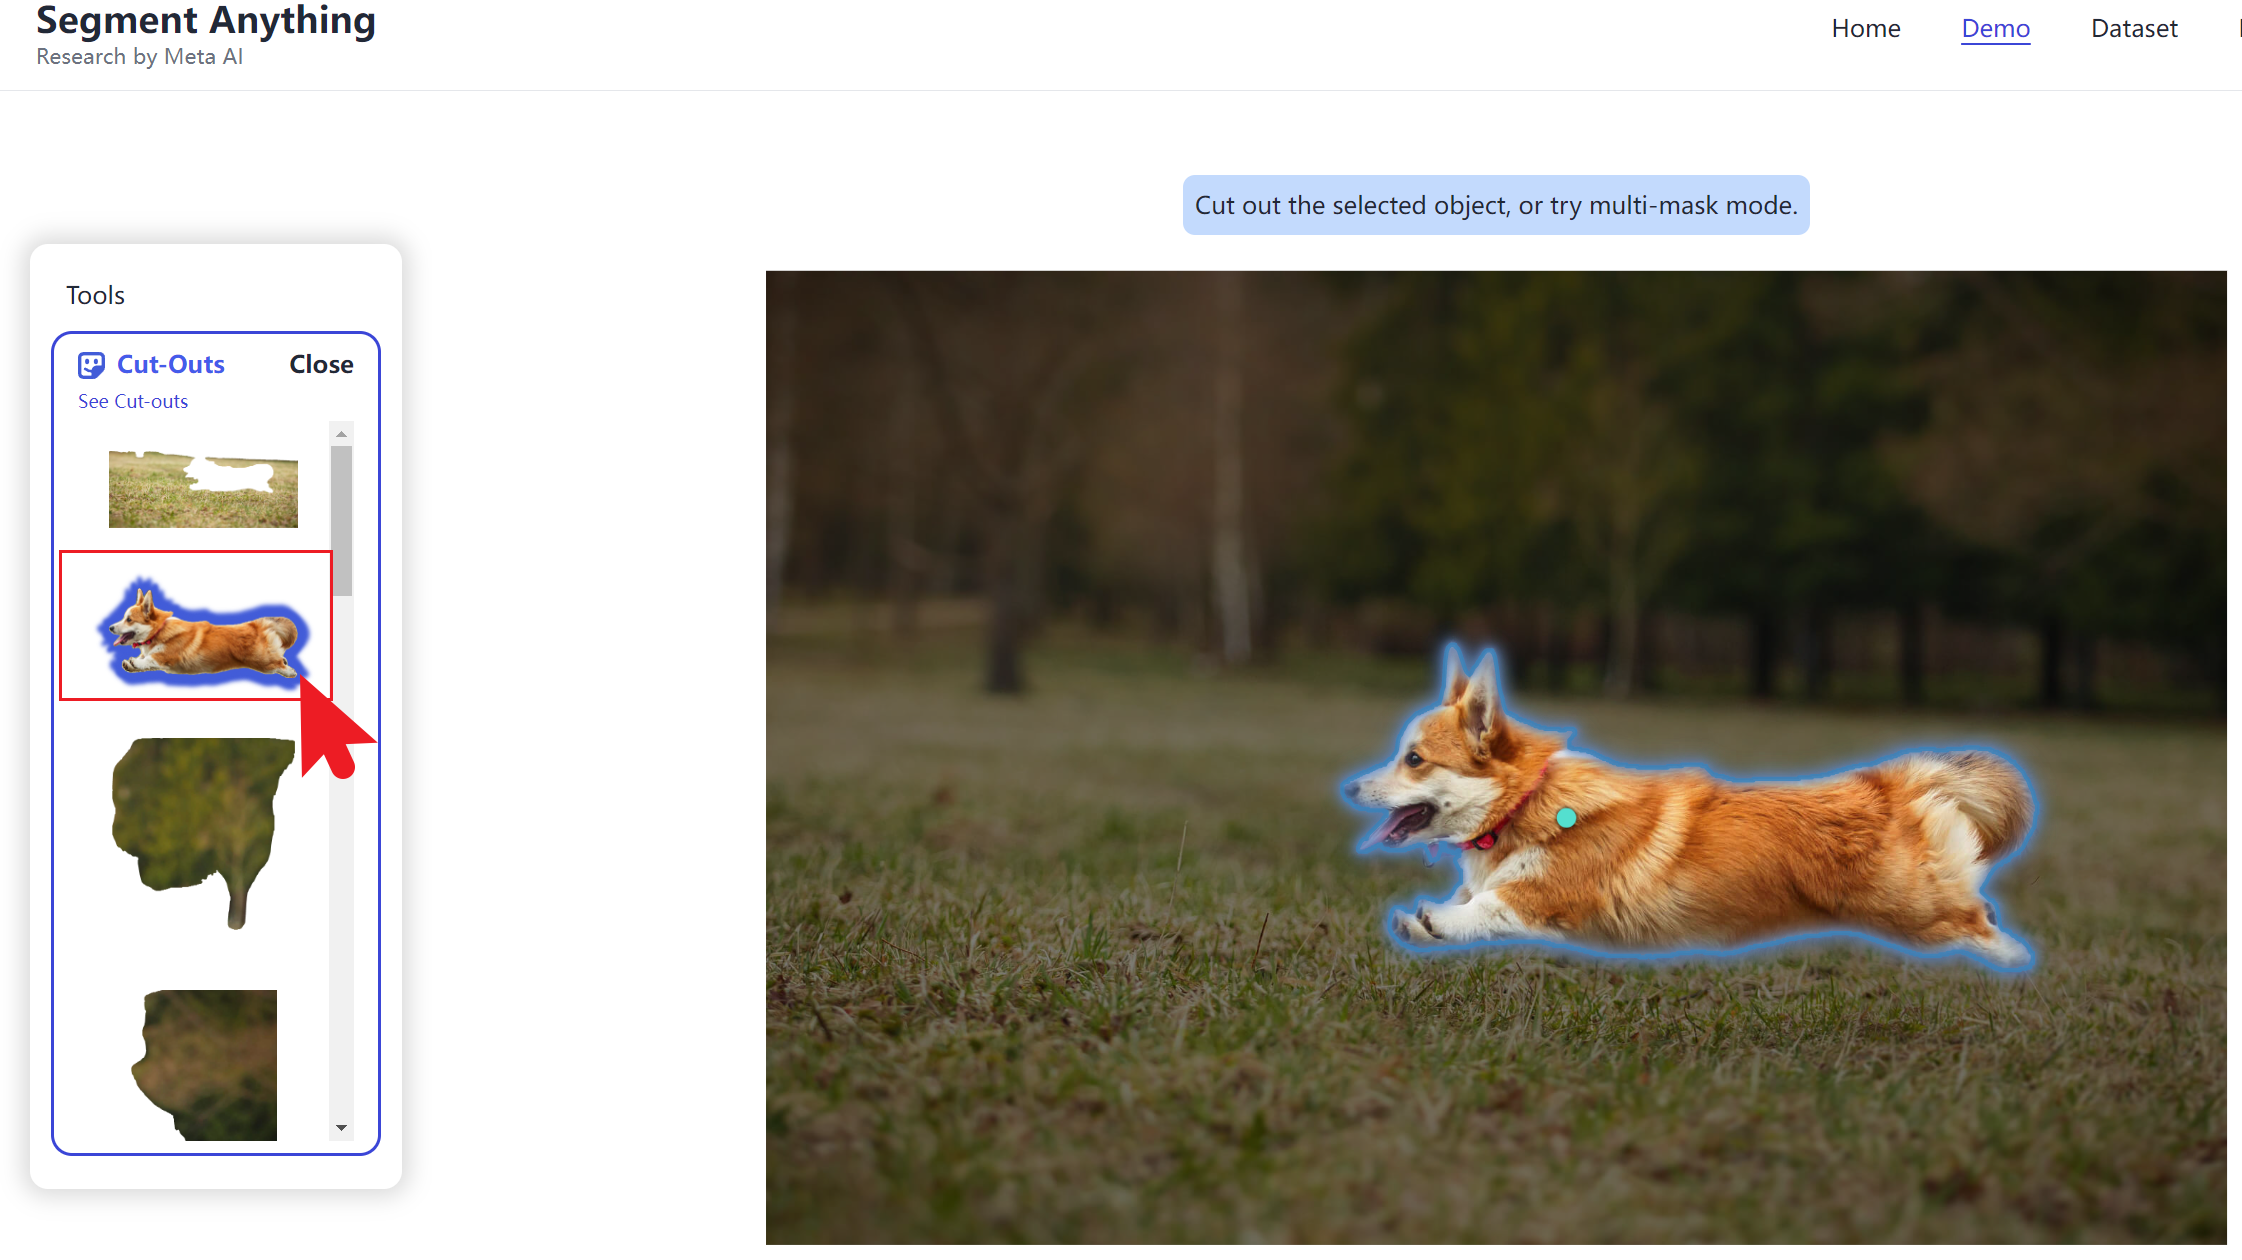 Segment Anything
Research by Meta AI
Home Demo Dataset
Cut out the selected object, or try multi-mask mode.
Tools
Cut-Outs Close
See Cut-outs